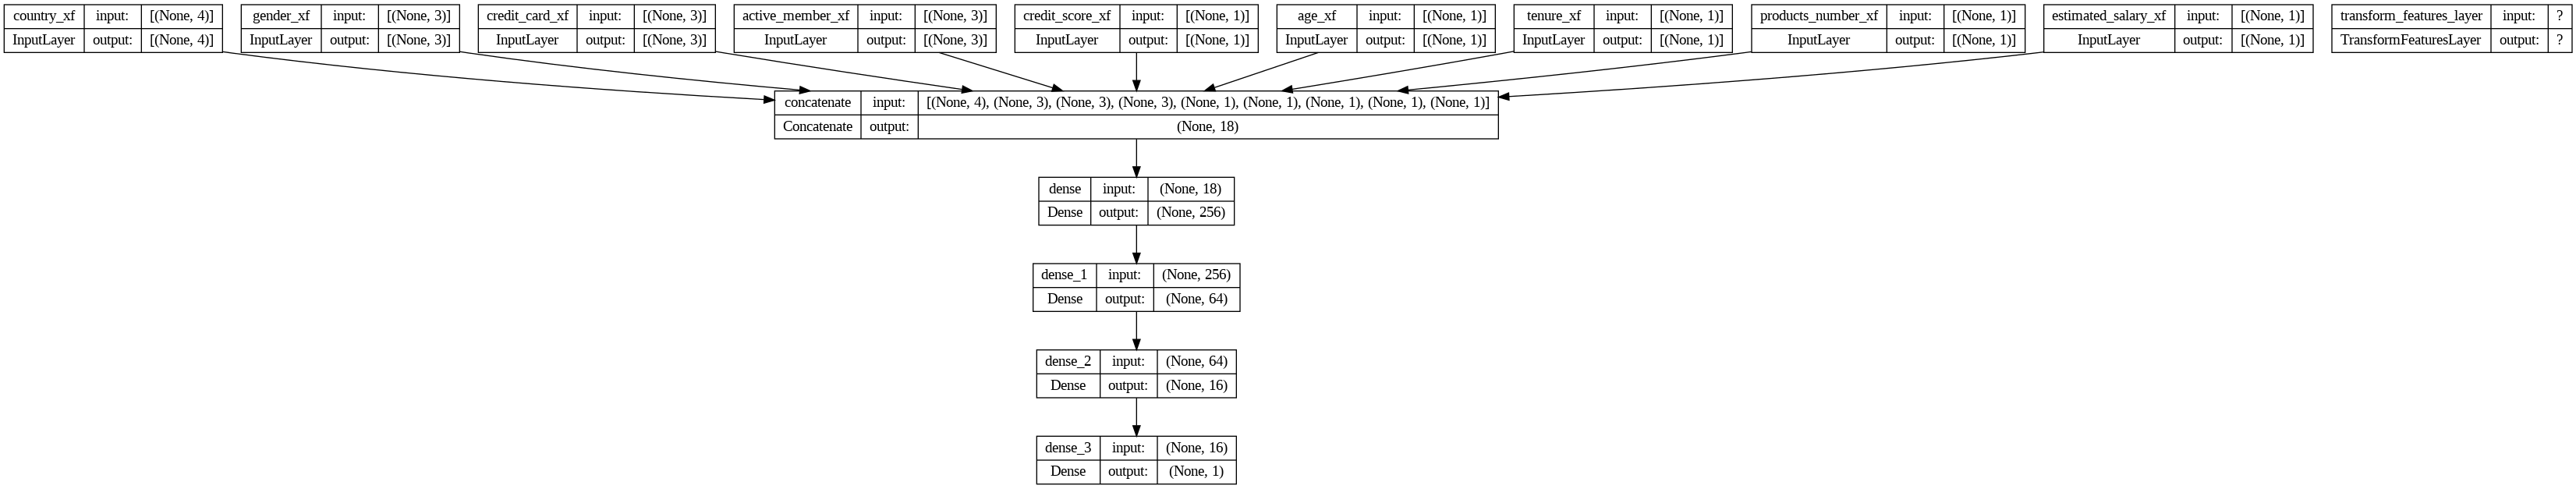 country_xf input: [(None, 4)]
InputLayer output: [(None, 4)]
gender_xf input: [(None, 3)]
InputLayer output: [(None, 3)]
credit_card_xf input: [(None, 3)]
InputLayer output: [(None, 3)]
active_member_xf input: [(None, 3)]
InputLayer output: [(None, 3)]
credit_score_xf input: [(None, 1)]
InputLayer output: [(None, 1)]
age_xf input: [(None, 1)]
InputLayer output: [(None, 1)]
tenure_xf input: [(None, 1)]
InputLayer output: [(None, 1)]
products_number_xf input: [(None, 1)]
InputLayer output: [(None, 1)]
estimated_salary_xf input: [(None, 1)]
InputLayer output: [(None, 1)]
transform_features_layer input: ?
TransformFeaturesLayer output: ?
concatenate input: [(None, 4), (None, 3), (None, 3), (None, 3), (None, 1), (None, 1), (None, 1), (None, 1), (None, 1)]
Concatenate output: (None, 18)
dense input: (None, 18)
Dense output: (None, 256)
dense_1 input: (None, 256)
Dense output: (None, 64)
dense_2 input: (None, 64)
Dense output: (None, 16)
dense_3 input: (None, 16)
Dense output: (None, 1)